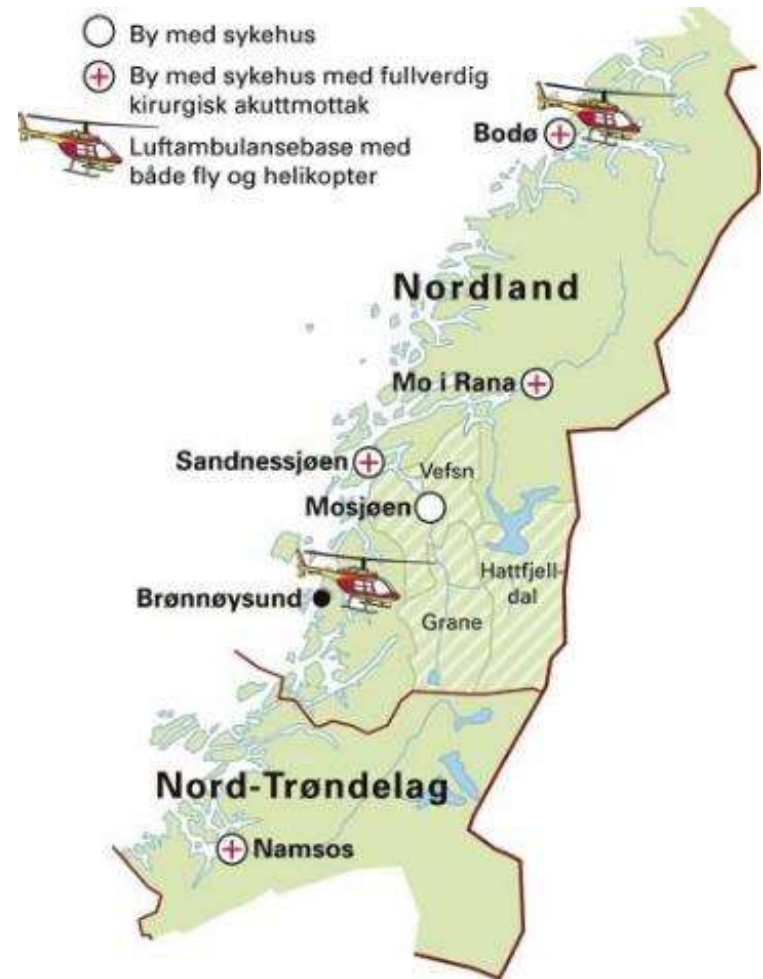 By med sykehus
By med sykehus med fullverdig
kirurgisk akuttmottak
Luftambulansebase med
både fly og helikopter
Bodø
Nordland
Mo i Rana
Sandnessjøen
Vefsn
Mosjøen
Hattfjell-
dal
Brønnøysund
Grane
Nord-Trøndelag
Namsos